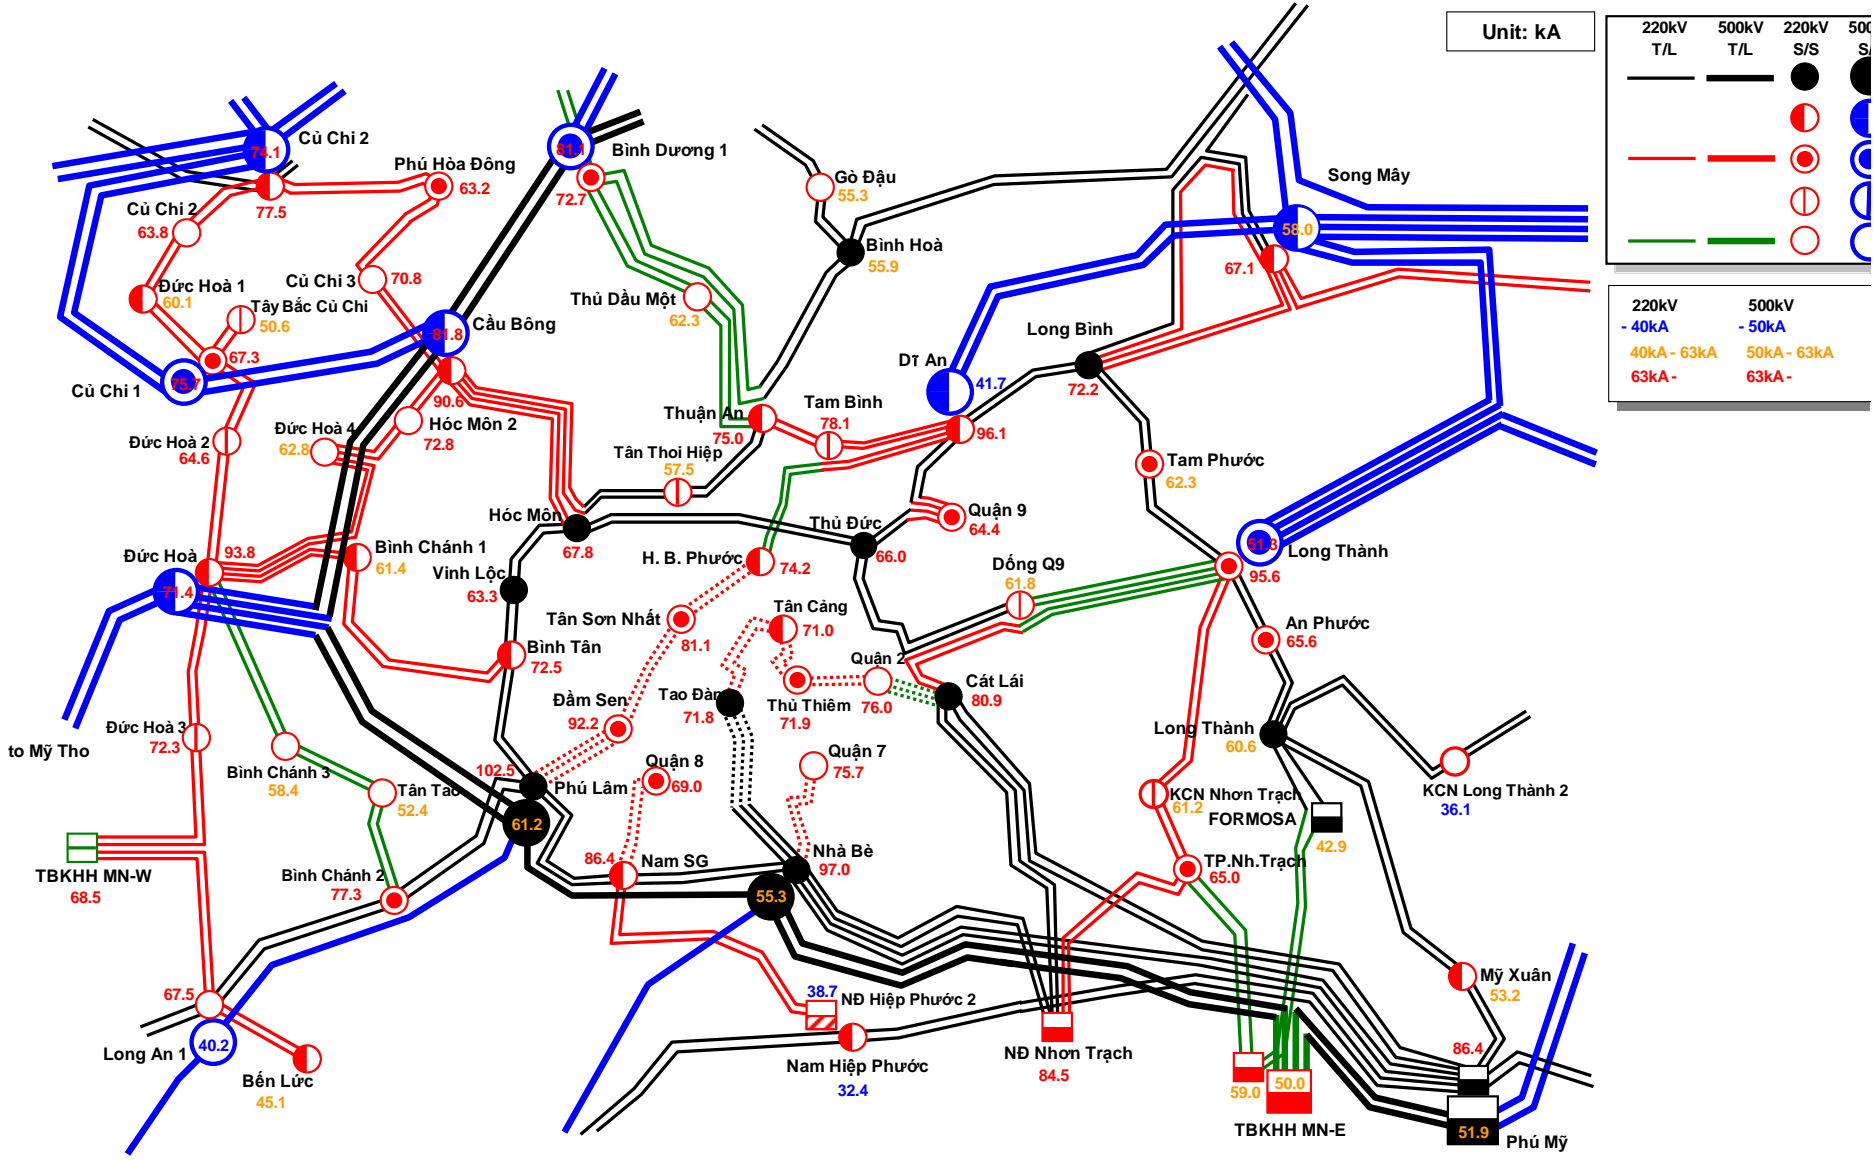 Unit: kA
220kV 500kV 220kV 500
T/L T/L S/S S/
220kV 500kV
- 40kA - 50kA
40kA - 63kA 50kA - 63kA
63kA - 63kA -
Củ Chi 2
74.1
77.5
Phú Hòa Đông
63.2
81.1
Bình Dương 1
72.7
Gò Đậu
55.3
Song Mây
58.0
67.1
Củ Chi 2
63.8
Bình Hoà
55.9
Củ Chi 3
70.8
Đức Hoà 1
60.1
Tây Bắc Củ Chi
50.6
Thủ Dầu Một
62.3
Cầu Bông
81.8
90.6
67.3
Củ Chi 1
75.7
Long Bình
72.2
Dĩ An
41.7
96.1
Thuận An
75.0
Tam Bình
78.1
Hóc Môn 2
72.8
Đức Hoà 4
62.8
Đức Hoà 2
64.6
Tân Thoi Hiệp
57.5
Tam Phước
62.3
Hóc Môn
67.8
Thủ Đức
66.0
Quận 9
64.4
Đức Hoà
93.8
71.4
Bình Chánh 1
61.4
Vinh Lộc
63.3
H. B. Phước
74.2
Dống Q9
61.8
51.3
Long Thành
95.6
Tân Sơn Nhất
81.1
Tân Cảng
71.0
An Phước
65.6
Bình Tân
72.5
Quận 2
76.0
Cát Lái
80.9
Đầm Sen
92.2
Tao Đàn
71.8
Thủ Thiêm
71.9
Đức Hoà 3
72.3
to Mỹ Tho
Long Thành
60.6
Bình Chánh 3
58.4
Tân Tao
52.4
102.5
Phú Lâm
61.2
Quận 8
69.0
Quận 7
75.7
KCN Nhơn Trạch
61.2
FORMOSA
42.9
KCN Long Thành 2
36.1
TBKHH MN-W
68.5
Bình Chánh 2
77.3
86.4
Nam SG
Nhà Bè
97.0
55.3
TP.Nh.Trạch
65.0
67.5
Long An 1
40.2
Bến Lức
45.1
38.7
NĐ Hiệp Phước 2
Nam Hiệp Phước
32.4
NĐ Nhơn Trạch
84.5
Mỹ Xuân
53.2
86.4
59.0
50.0
TBKHH MN-E
51.9
Phú Mỹ